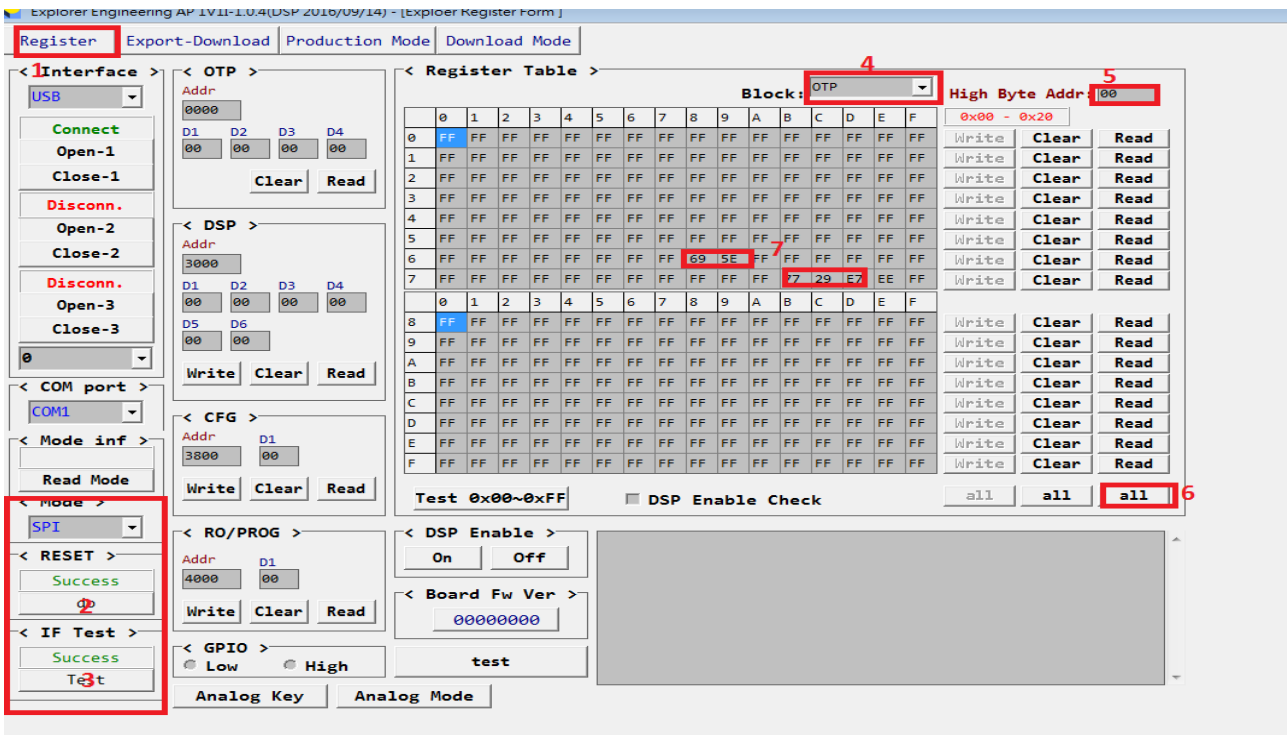 Explorer Engineering AP 1V11-1.0.4(DSP 2016/09/14) - [Exploer Register Form ]
Register Export-Download Production Mode Download Mode
1
< Interface >
USB
Connect
Open-1
Close-1
Disconn.
Open-2
Close-2
Disconn.
Open-3
Close-3
0
< COM port >
COM1
< Mode inf >
Read Mode
< Mode >
SPI
< RESET >
Success
do
2
< IF Test >
Success
Test
3
< OTP >
Addr
0000
D1 D2 D3 D4
00 00 00 00
Clear Read
< DSP >
Addr
3000
D1 D2 D3 D4
00 00 00 00
D5 D6
00 00
Write Clear Read
< CFG >
Addr D1
3800 00
Write Clear Read
< RO/PROG >
Addr D1
4000 00
Write Clear Read
< GPIO >
Low High
Analog Key Analog Mode
< Register Table >
4
Block: OTP
5
High Byte Addr: 00
0x00 - 0x20
0 1 2 3 4 5 6 7 8 9 A B C D E F
0 FF FF FF FF FF FF FF FF FF FF FF FF FF FF FF FF Write Clear Read
1 FF FF FF FF FF FF FF FF FF FF FF FF FF FF FF FF Write Clear Read
2 FF FF FF FF FF FF FF FF FF FF FF FF FF FF FF FF Write Clear Read
3 FF FF FF FF FF FF FF FF FF FF FF FF FF FF FF FF Write Clear Read
4 FF FF FF FF FF FF FF FF FF FF FF FF FF FF FF FF Write Clear Read
5 FF FF FF FF FF FF FF FF FF FF FF FF FF FF FF FF Write Clear Read
6 FF FF FF FF FF FF FF FF 69 5E FF FF FF FF FF FF Write Clear Read
7
7 FF FF FF FF FF FF FF FF FF FF FF 77 29 E7 EE FF Write Clear Read
0 1 2 3 4 5 6 7 8 9 A B C D E F
8 FF FF FF FF FF FF FF FF FF FF FF FF FF FF FF FF Write Clear Read
9 FF FF FF FF FF FF FF FF FF FF FF FF FF FF FF FF Write Clear Read
A FF FF FF FF FF FF FF FF FF FF FF FF FF FF FF FF Write Clear Read
B FF FF FF FF FF FF FF FF FF FF FF FF FF FF FF FF Write Clear Read
C FF FF FF FF FF FF FF FF FF FF FF FF FF FF FF FF Write Clear Read
D FF FF FF FF FF FF FF FF FF FF FF FF FF FF FF FF Write Clear Read
E FF FF FF FF FF FF FF FF FF FF FF FF FF FF FF FF Write Clear Read
F FF FF FF FF FF FF FF FF FF FF FF FF FF FF FF FF Write Clear Read
Test 0x00~0xFF DSP Enable Check all all all 6
< DSP Enable >
On Off
< Board Fw Ver >
00000000
test